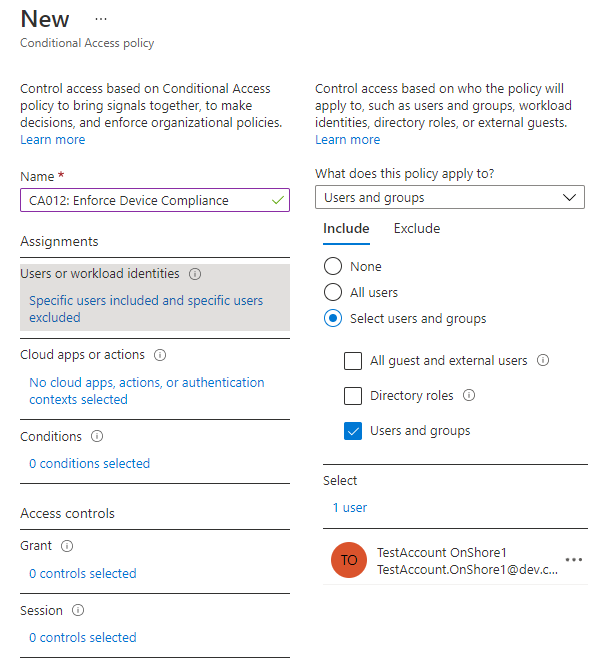 New ...
Conditional Access policy
Control access based on Conditional Access
policy to bring signals together, to make
decisions, and enforce organizational policies.
Learn more
Name *
CA012: Enforce Device Compliance
Assignments
Users or workload identities
Specific users included and specific users
excluded
Cloud apps or actions
No cloud apps, actions, or authentication
contexts selected
Conditions
0 conditions selected
Access controls
Grant
0 controls selected
Session
0 controls selected
Control access based on who the policy will
apply to, such as users and groups, workload
identities, directory roles, or external guests.
Learn more
What does this policy apply to?
Users and groups
Include Exclude
None
All users
Select users and groups
All guest and external users
Directory roles
Users and groups
Select
1 user
TO
TestAccount OnShore1
TestAccount.OnShore1@dev.c...